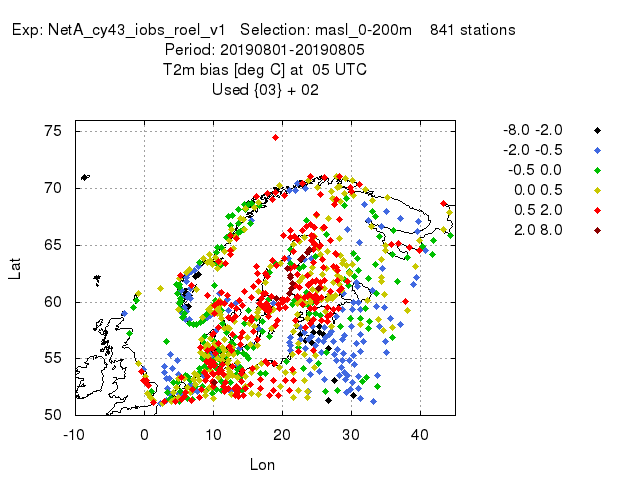 Exp: NetA_cy43_iobs_roel_v1   Selection: masl_0-200m    841 stations
Period: 20190801-20190805
T2m bias [deg C] at  05 UTC
Used {03} + 02
75
70
65
60
55
50
Lat
-10 0 10 20 30 40
Lon
-8.0 -2.0
-2.0 -0.5
-0.5 0.0
0.0 0.5
0.5 2.0
2.0 8.0